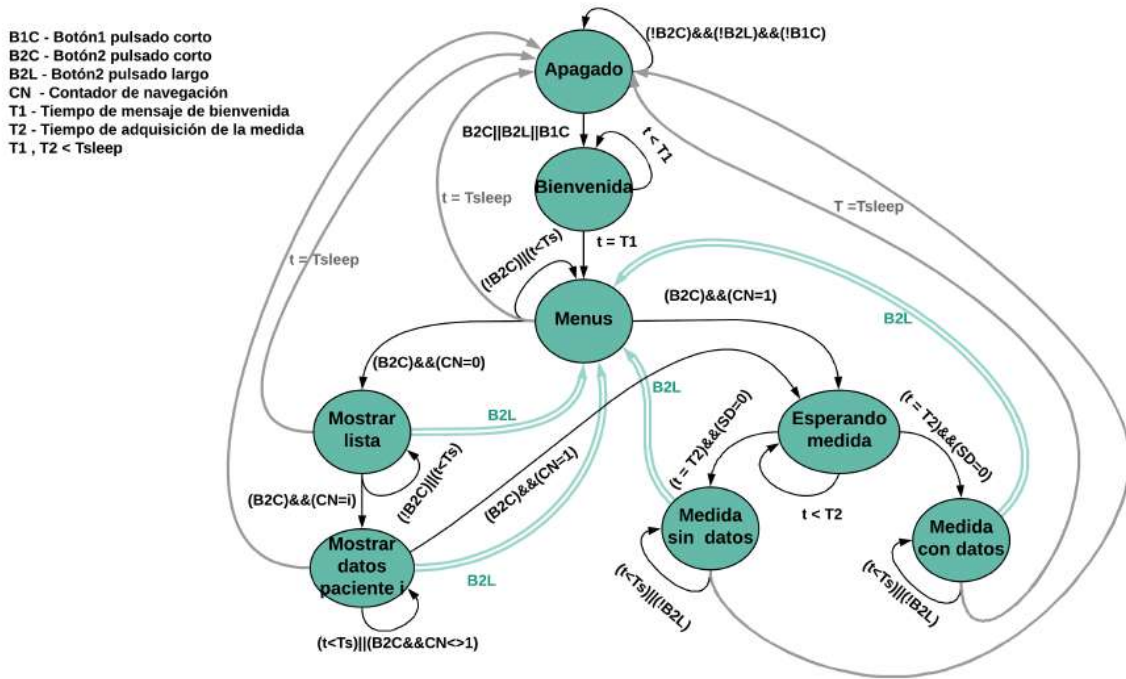 B1C - Botón1 pulsado corto
B2C - Botón2 pulsado corto
B2L - Botón2 pulsado largo
CN - Contador de navegación
T1 - Tiempo de mensaje de bienvenida
T2 - Tiempo de adquisición de la medida
T1 , T2 < Tsleep
(!B2C)&&(!B2L)&&(!B1C)
Apagado
B2C||B2L||B1C
t < T1
Bienvenida
t = Tsleep
T =Tsleep
t = T1
(!B2C)||(t<Ts)
t = Tsleep
Menus
(B2C)&&(CN=1)
B2L
(B2C)&&(CN=0)
B2L
Mostrar
lista
B2L
Esperando
medida
(t = T2)&&(SD=0)
(t = T2)&&(SD=0)
(!B2C)||(t<Ts)
(B2C)&&(CN=1)
(B2C)&&(CN=i)
t < T2
Mostrar
datos
paciente i
B2L
Medida
sin datos
Medida
con datos
(t<Ts)||(!B2L)
(t<Ts)||(!B2L)
(t<Ts)||(B2C&&CN<>1)